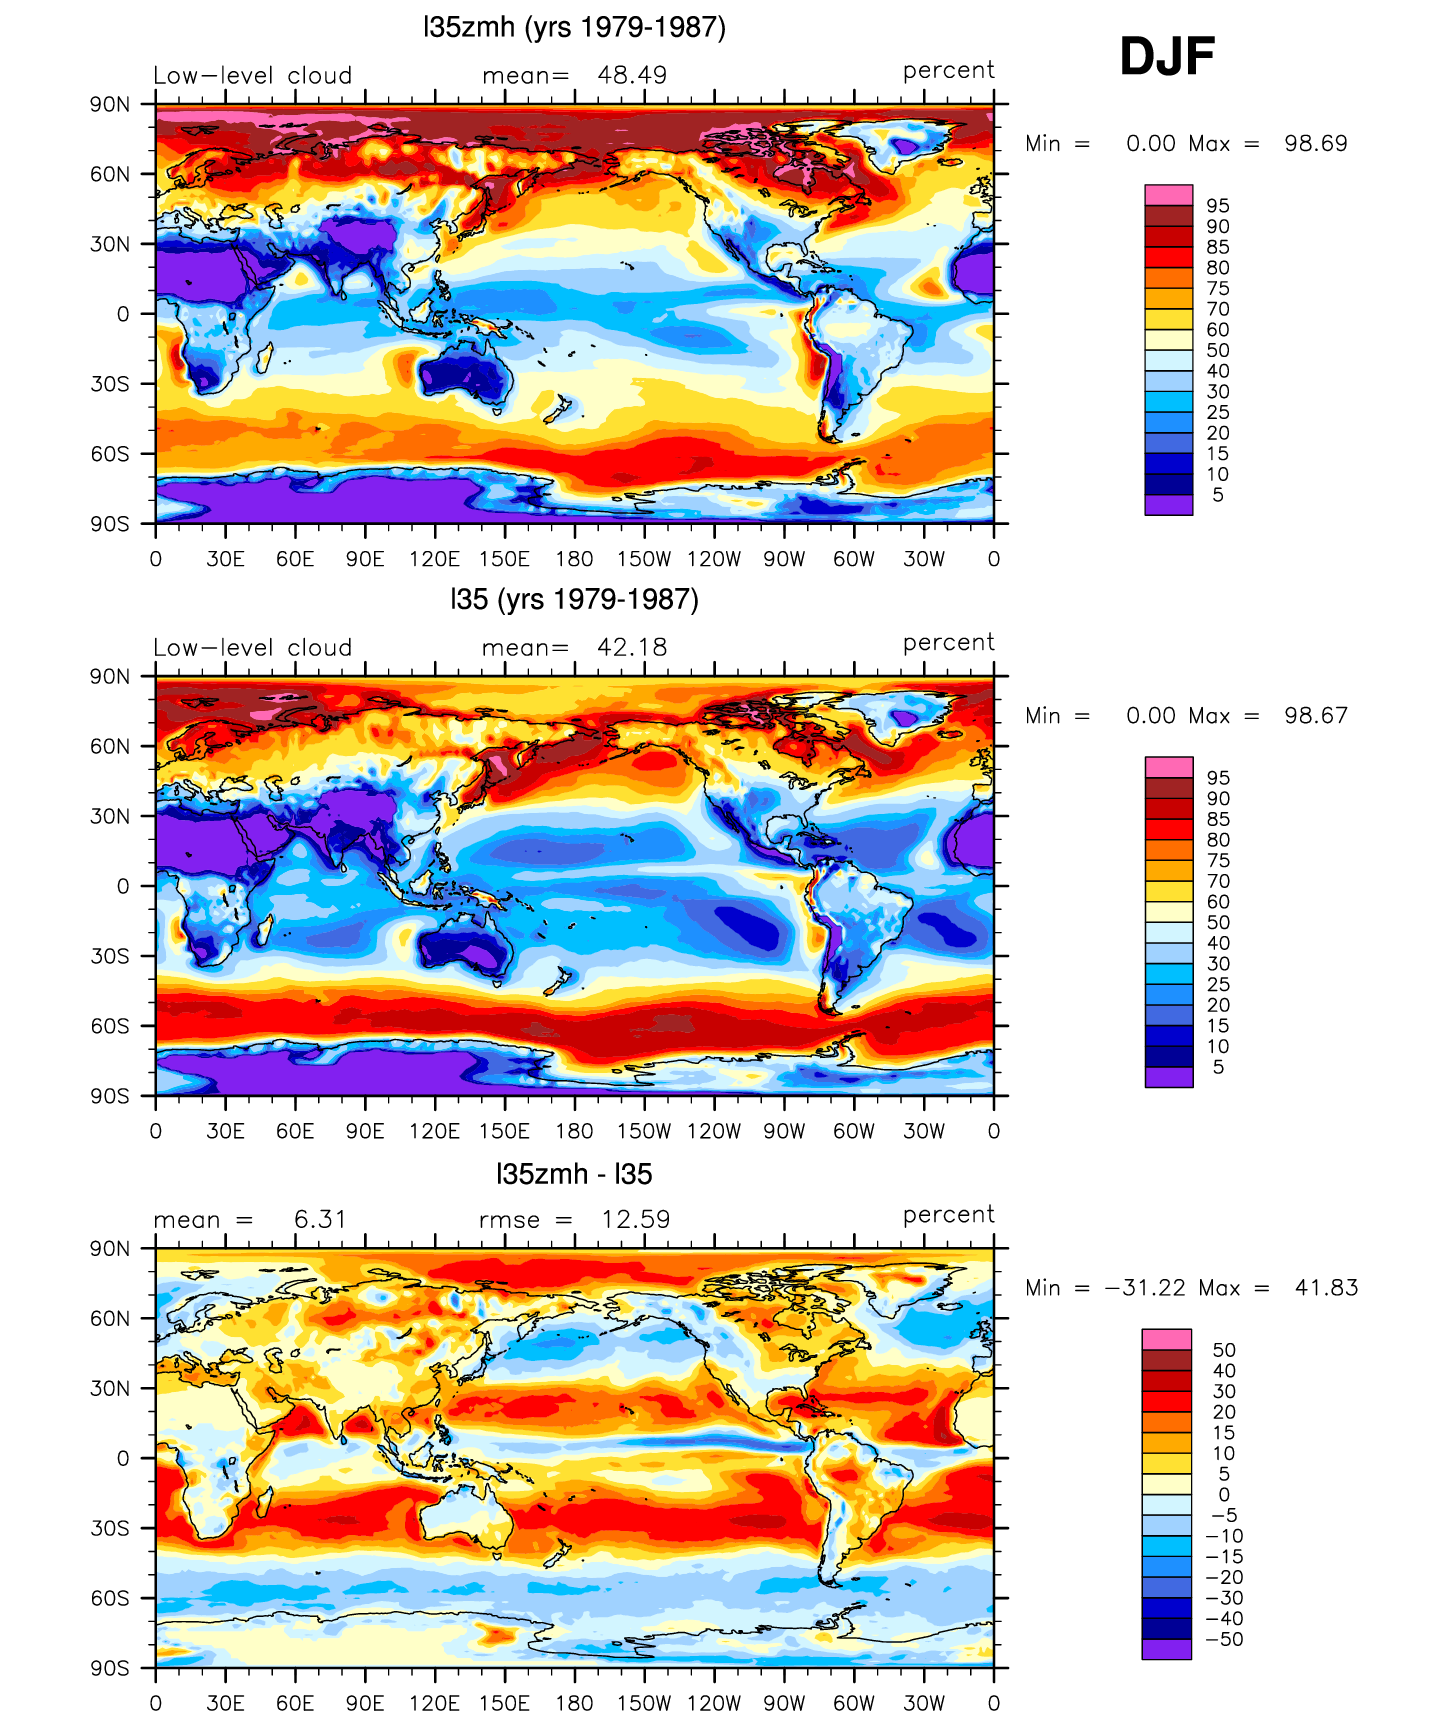 l35zmh (yrs 1979-1987)
DJF
Low-level cloud mean= 48.49 percent
Min = 0.00 Max = 98.69
90N
60N
30N
0
30S
60S
90S
0 30E 60E 90E 120E 150E 180 150W 120W 90W 60W 30W 0
95
90
85
80
75
70
60
50
40
30
25
20
15
10
5
l35 (yrs 1979-1987)
Low-level cloud mean= 42.18 percent
Min = 0.00 Max = 98.67
90N
60N
30N
0
30S
60S
90S
0 30E 60E 90E 120E 150E 180 150W 120W 90W 60W 30W 0
95
90
85
80
75
70
60
50
40
30
25
20
15
10
5
l35zmh - l35
mean = 6.31 rmse = 12.59 percent
Min = -31.22 Max = 41.83
90N
60N
30N
0
30S
60S
90S
0 30E 60E 90E 120E 150E 180 150W 120W 90W 60W 30W 0
50
40
30
20
15
10
5
0
-5
-10
-15
-20
-30
-40
-50